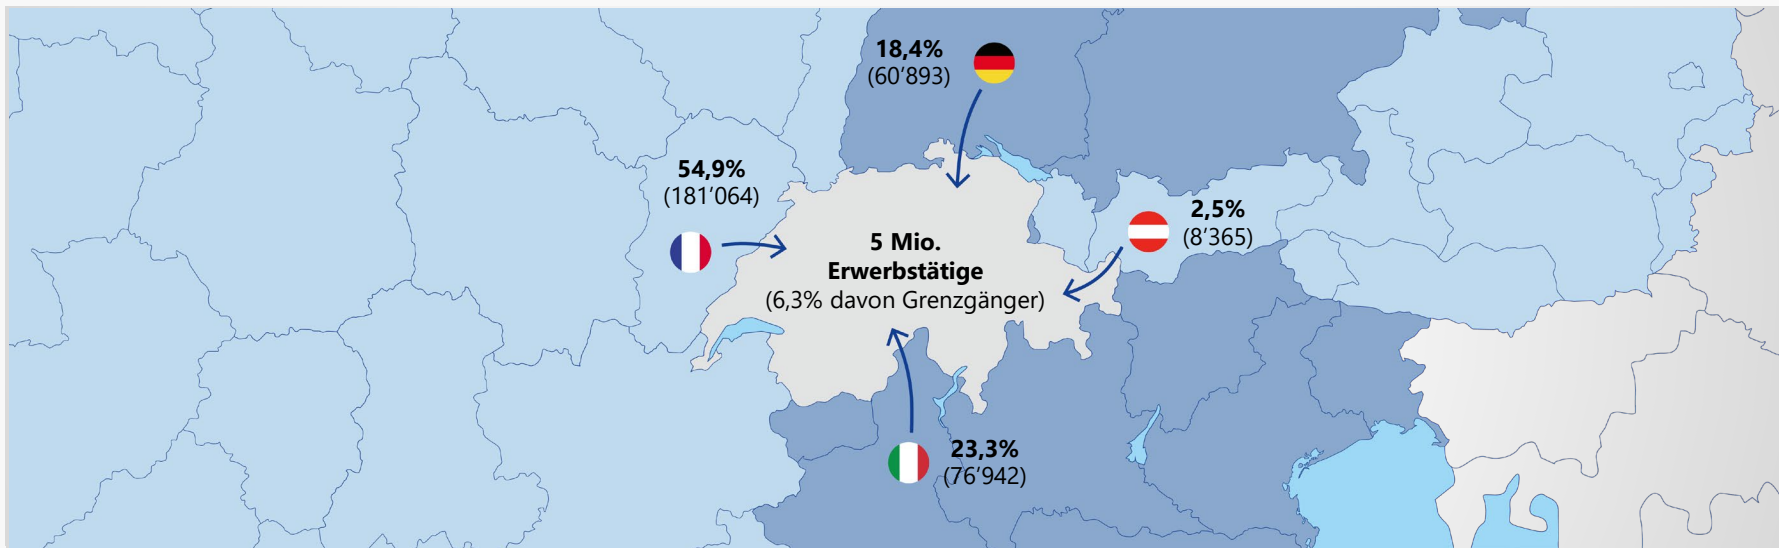 18,4%
(60’893)
54,9%
(181’064)
2,5%
(8’365)
5 Mio.
Erwerbstätige
(6,3% davon Grenzgänger)
23,3%
(76’942)